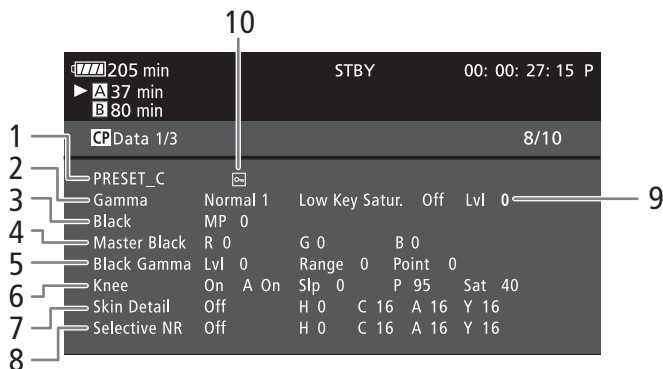 10
205 min STBY 00: 00: 27: 15 P
A 37 min
B 80 min
CP Data 1/3 8/10
1 PRESET_C
2 Gamma Normal 1 Low Key Satur. Off Lvl 0 9
3 Black MP 0
4 Master Black R 0 G 0 B 0
5 Black Gamma Lvl 0 Range 0 Point 0
6 Knee On A On Slp 0 P 95 Sat 40
7 Skin Detail Off H 0 C 16 A 16 Y 16
8 Selective NR Off H 0 C 16 A 16 Y 16